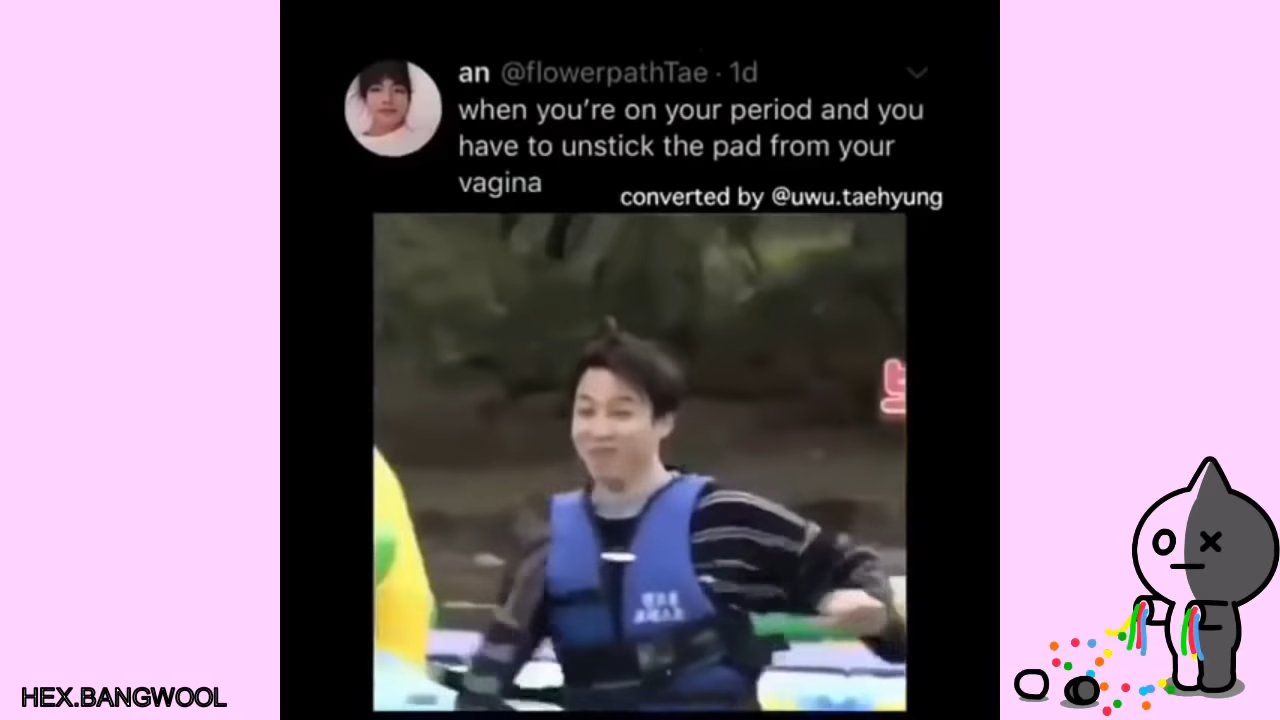 an @flowerpathTae · 1d
when you’re on your period and you
have to unstick the pad from your
vagina
converted by @uwu.taehyung
HEX.BANGWOOL